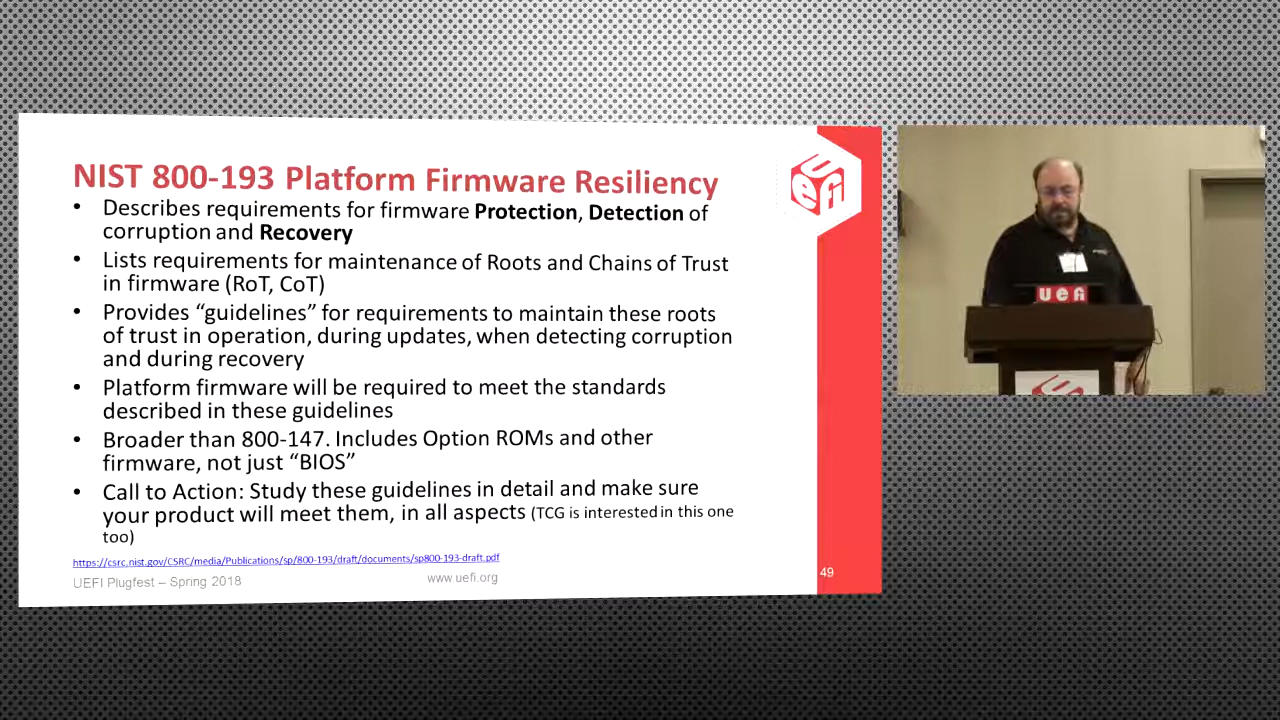 NIST 800-193 Platform Firmware Resiliency
• Describes requirements for firmware Protection, Detection of
corruption and Recovery
• Lists requirements for maintenance of Roots and Chains of Trust
in firmware (RoT, CoT)
• Provides “guidelines” for requirements to maintain these roots
of trust in operation, during updates, when detecting corruption
and during recovery
• Platform firmware will be required to meet the standards
described in these guidelines
• Broader than 800-147. Includes Option ROMs and other
firmware, not just “BIOS”
• Call to Action: Study these guidelines in detail and make sure
your product will meet them, in all aspects (TCG is interested in this one
too)
https://csrc.nist.gov/CSRC/media/Publications/sp/800-193/draft/documents/sp800-193-draft.pdf
UEFI Plugfest – Spring 2018
www.uefi.org
49
uefi
uefi